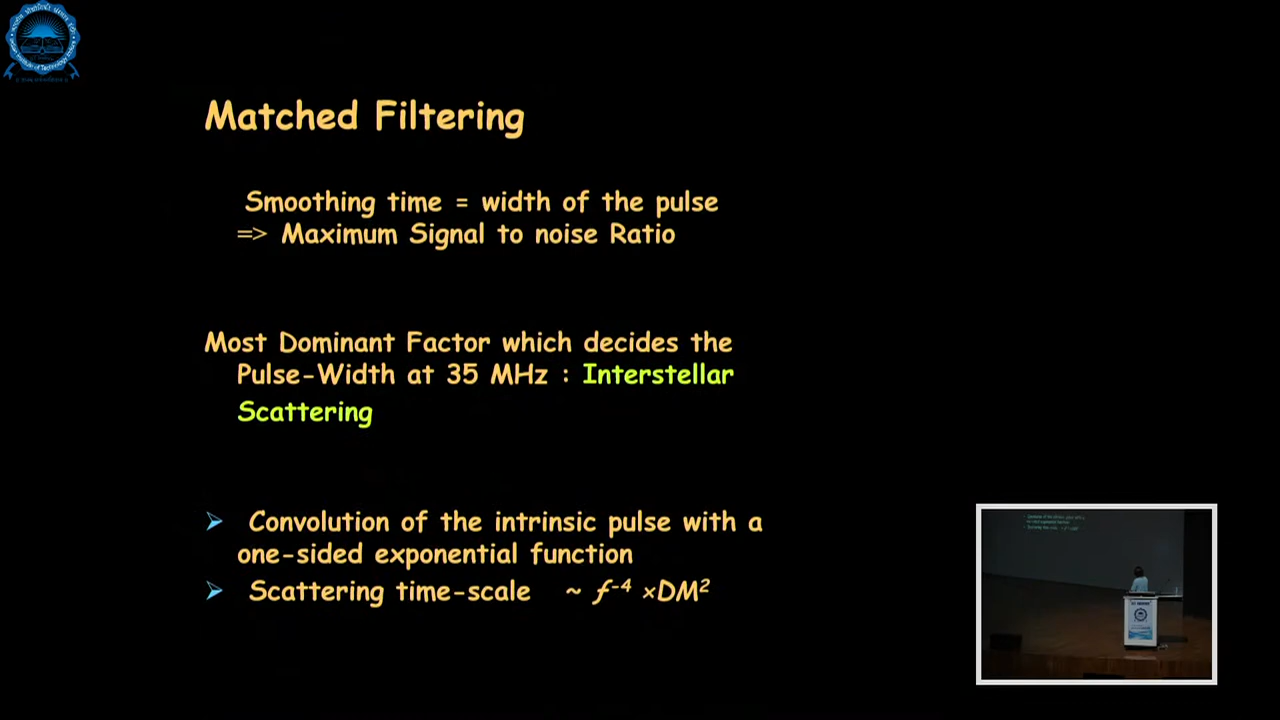 Matched Filtering
Smoothing time = width of the pulse
=> Maximum Signal to noise Ratio
Most Dominant Factor which decides the
Pulse-Width at 35 MHz : Interstellar
Scattering
➢ Convolution of the intrinsic pulse with a
one-sided exponential function
➢ Scattering time-scale ~ f⁻⁴ ×DM²